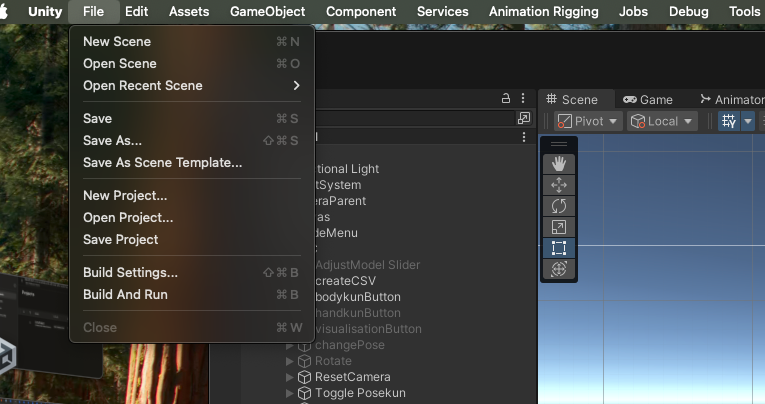 Unity File Edit Assets GameObject Component Services Animation Rigging Jobs Debug Tools
New Scene ⌘N
Open Scene ⌘O
Open Recent Scene
Save ⌘S
Save As... ⇧⌘S
Save As Scene Template...
New Project...
Open Project...
Save Project
Build Settings... ⇧⌘B
Build And Run ⌘B
Close ⌘W
tional Light
tSystem
eraParent
as
deMenu
AdjustModel Slider
createCSV
bodykunButton
handkunButton
visualisationButton
changePose
Rotate
ResetCamera
Toggle Posekun
Scene Game Animator
Pivot Local